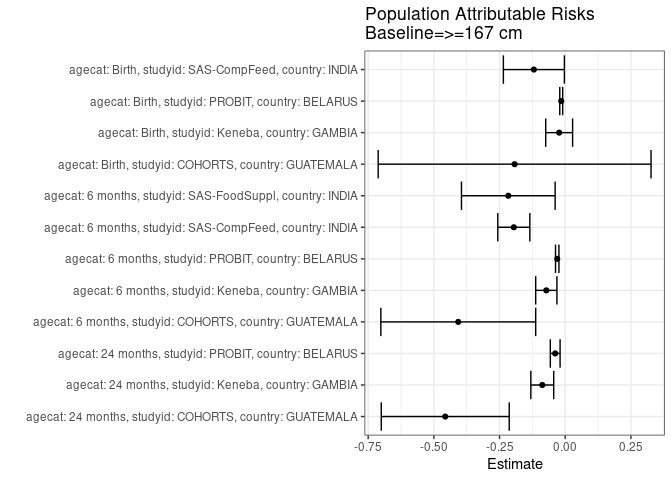 Population Attributable Risks
Baseline=>=167 cm
agecat: Birth, studyid: SAS-CompFeed, country: INDIA
agecat: Birth, studyid: PROBIT, country: BELARUS
agecat: Birth, studyid: Keneba, country: GAMBIA
agecat: Birth, studyid: COHORTS, country: GUATEMALA
agecat: 6 months, studyid: SAS-FoodSuppl, country: INDIA
agecat: 6 months, studyid: SAS-CompFeed, country: INDIA
agecat: 6 months, studyid: PROBIT, country: BELARUS
agecat: 6 months, studyid: Keneba, country: GAMBIA
agecat: 6 months, studyid: COHORTS, country: GUATEMALA
agecat: 24 months, studyid: PROBIT, country: BELARUS
agecat: 24 months, studyid: Keneba, country: GAMBIA
agecat: 24 months, studyid: COHORTS, country: GUATEMALA
-0.75 -0.50 -0.25 0.00 0.25
Estimate